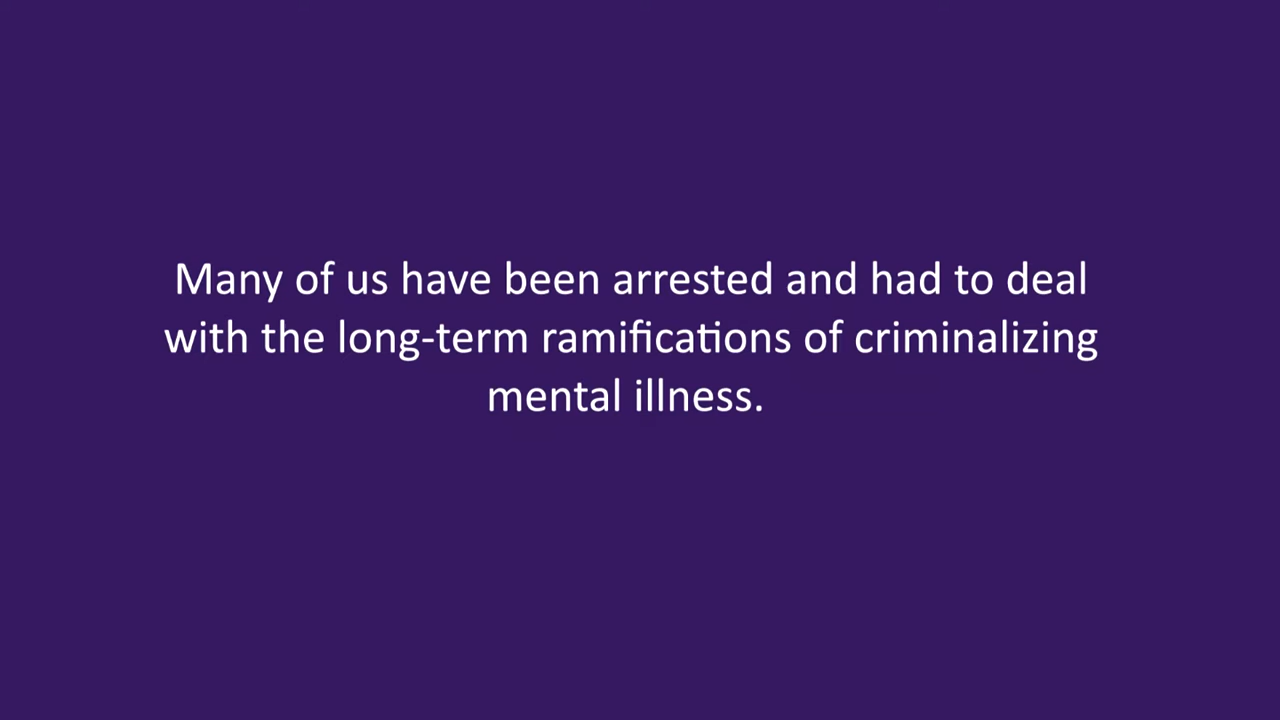 Many of us have been arrested and had to deal
with the long-term ramifications of criminalizing
mental illness.